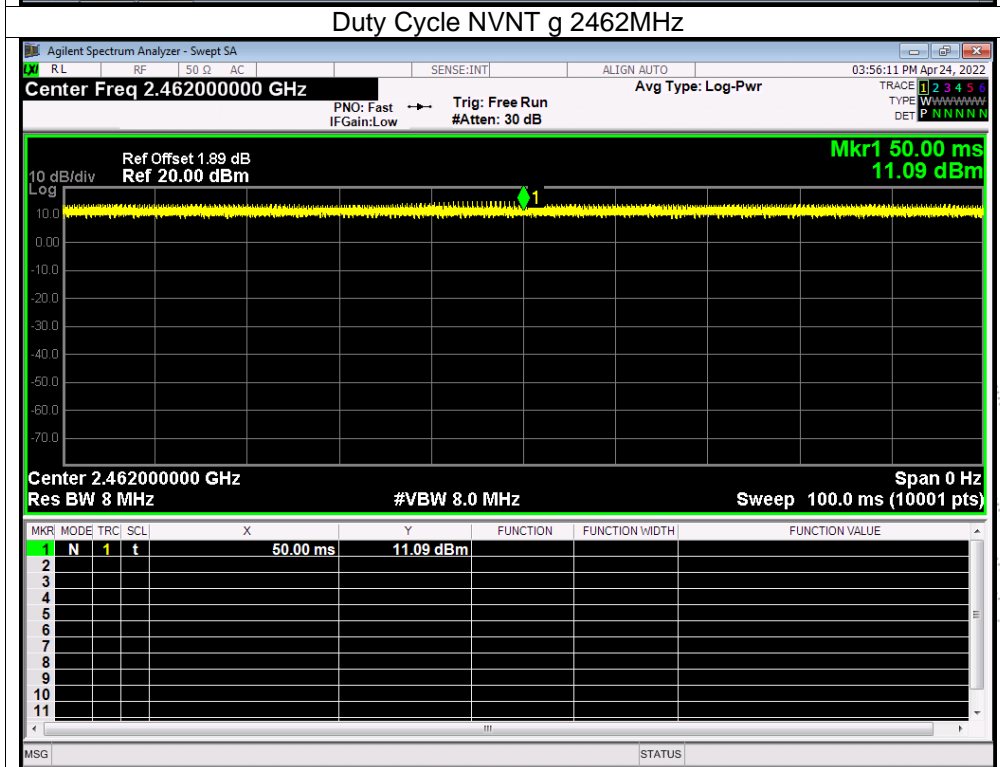 Duty Cycle NVNT g 2462MHz
Agilent Spectrum Analyzer - Swept SA
LXI RL RF 50 Ω AC SENSE:INT ALIGN AUTO 03:56:11 PM Apr 24, 2022
Center Freq 2.462000000 GHz Avg Type: Log-Pwr TRACE 1 2 3 4 5 6
PNO: Fast Trig: Free Run TYPE WWWWWW
IFGain:Low #Atten: 30 dB DET P N N N N N
Mkr1 50.00 ms
Ref Offset 1.89 dB
10 dB/div Ref 20.00 dBm 11.09 dBm
Log
1
10.0
0.00
-10.0
-20.0
-30.0
-40.0
-50.0
-60.0
-70.0
Center 2.462000000 GHz Span 0 Hz
Res BW 8 MHz #VBW 8.0 MHz Sweep 100.0 ms (10001 pts)
MKR MODE TRC SCL X Y FUNCTION FUNCTION WIDTH FUNCTION VALUE
1 N 1 t 50.00 ms 11.09 dBm
2
3
4
5
6
7
8
9
10
11
MSG STATUS